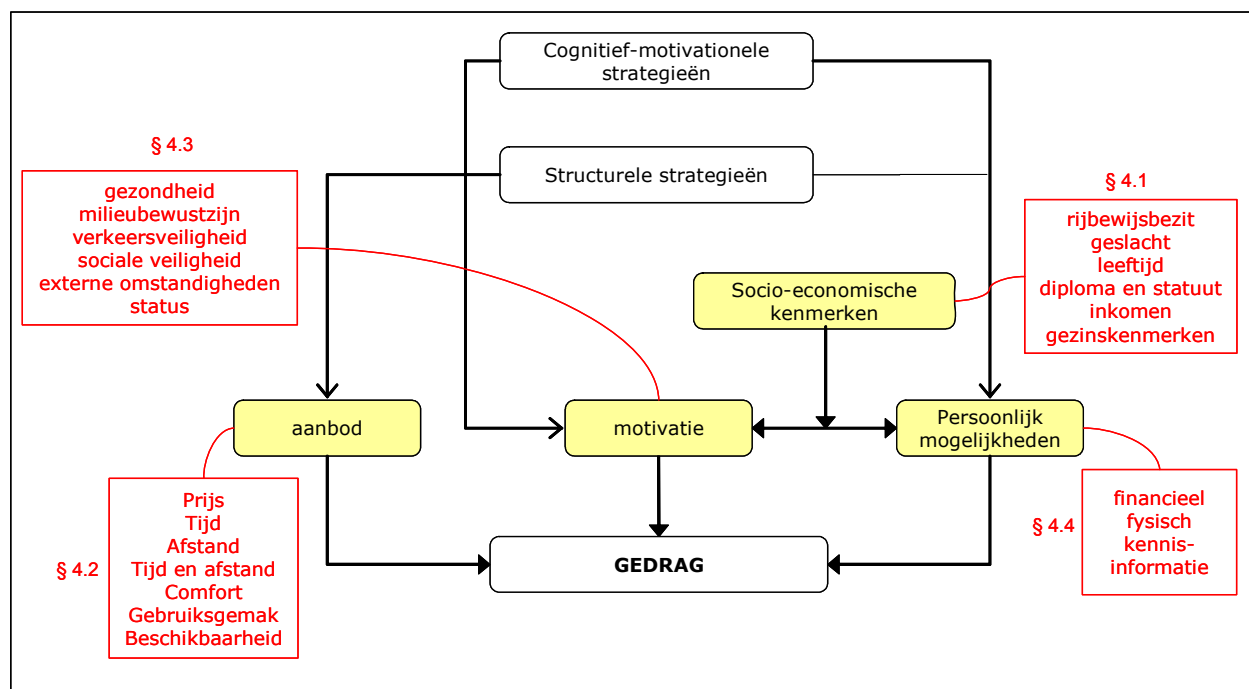 Cognitief-motivationele
strategieën
§ 4.3
Structurele strategieën
gezondheid
milieubewustzijn
verkeersveiligheid
sociale veiligheid
externe omstandigheden
status
§ 4.1
rijbewijsbezit
geslacht
leeftijd
diploma en statuut
inkomen
gezinskenmerken
Socio-economische
kenmerken
aanbod
motivatie
Persoonlijk
mogelijkheden
§ 4.2
Prijs
Tijd
Afstand
Tijd en afstand
Comfort
Gebruiksgemak
Beschikbaarheid
GEDRAG
§ 4.4
financieel
fysisch
kennis-
informatie